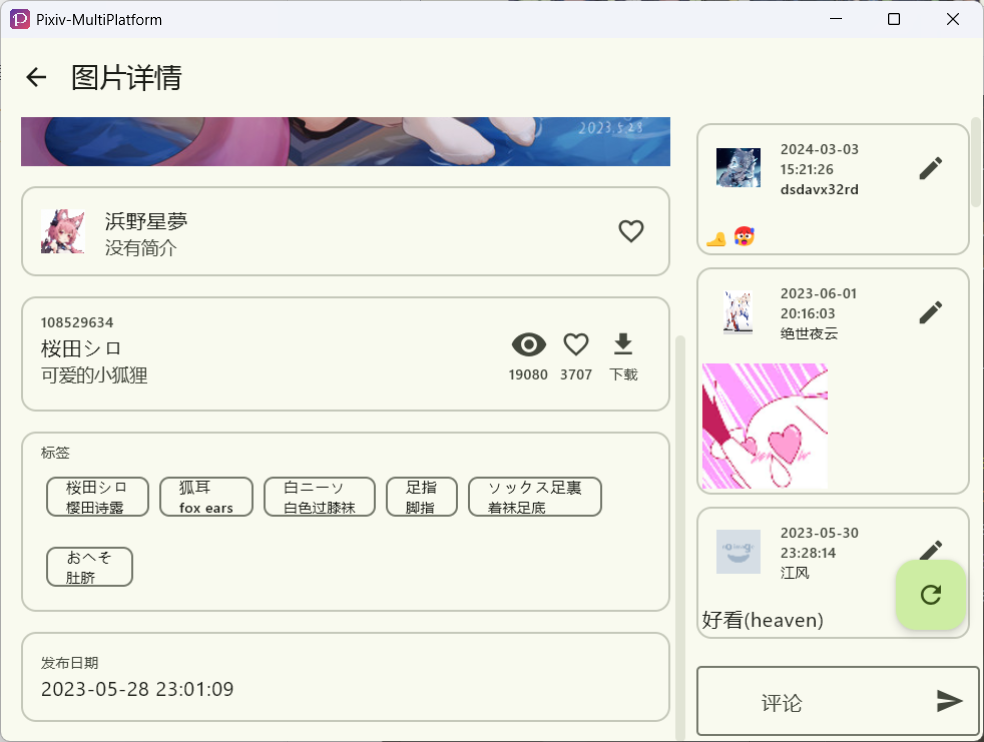 Pixiv-MultiPlatform
图片详情
2023.5.23
浜野星夢
没有简介
108529634
桜田シロ
可爱的小狐狸
19080
3707
下载
标签
桜田シロ
樱田诗露
狐耳
fox ears
白ニーソ
白色过膝袜
足指
脚指
ソックス足裏
着袜足底
おへそ
肚脐
发布日期
2023-05-28 23:01:09
2024-03-03
15:21:26
dsdavx32rd
2023-06-01
20:16:03
绝世夜云
2023-05-30
23:28:14
江风
好看(heaven)
评论